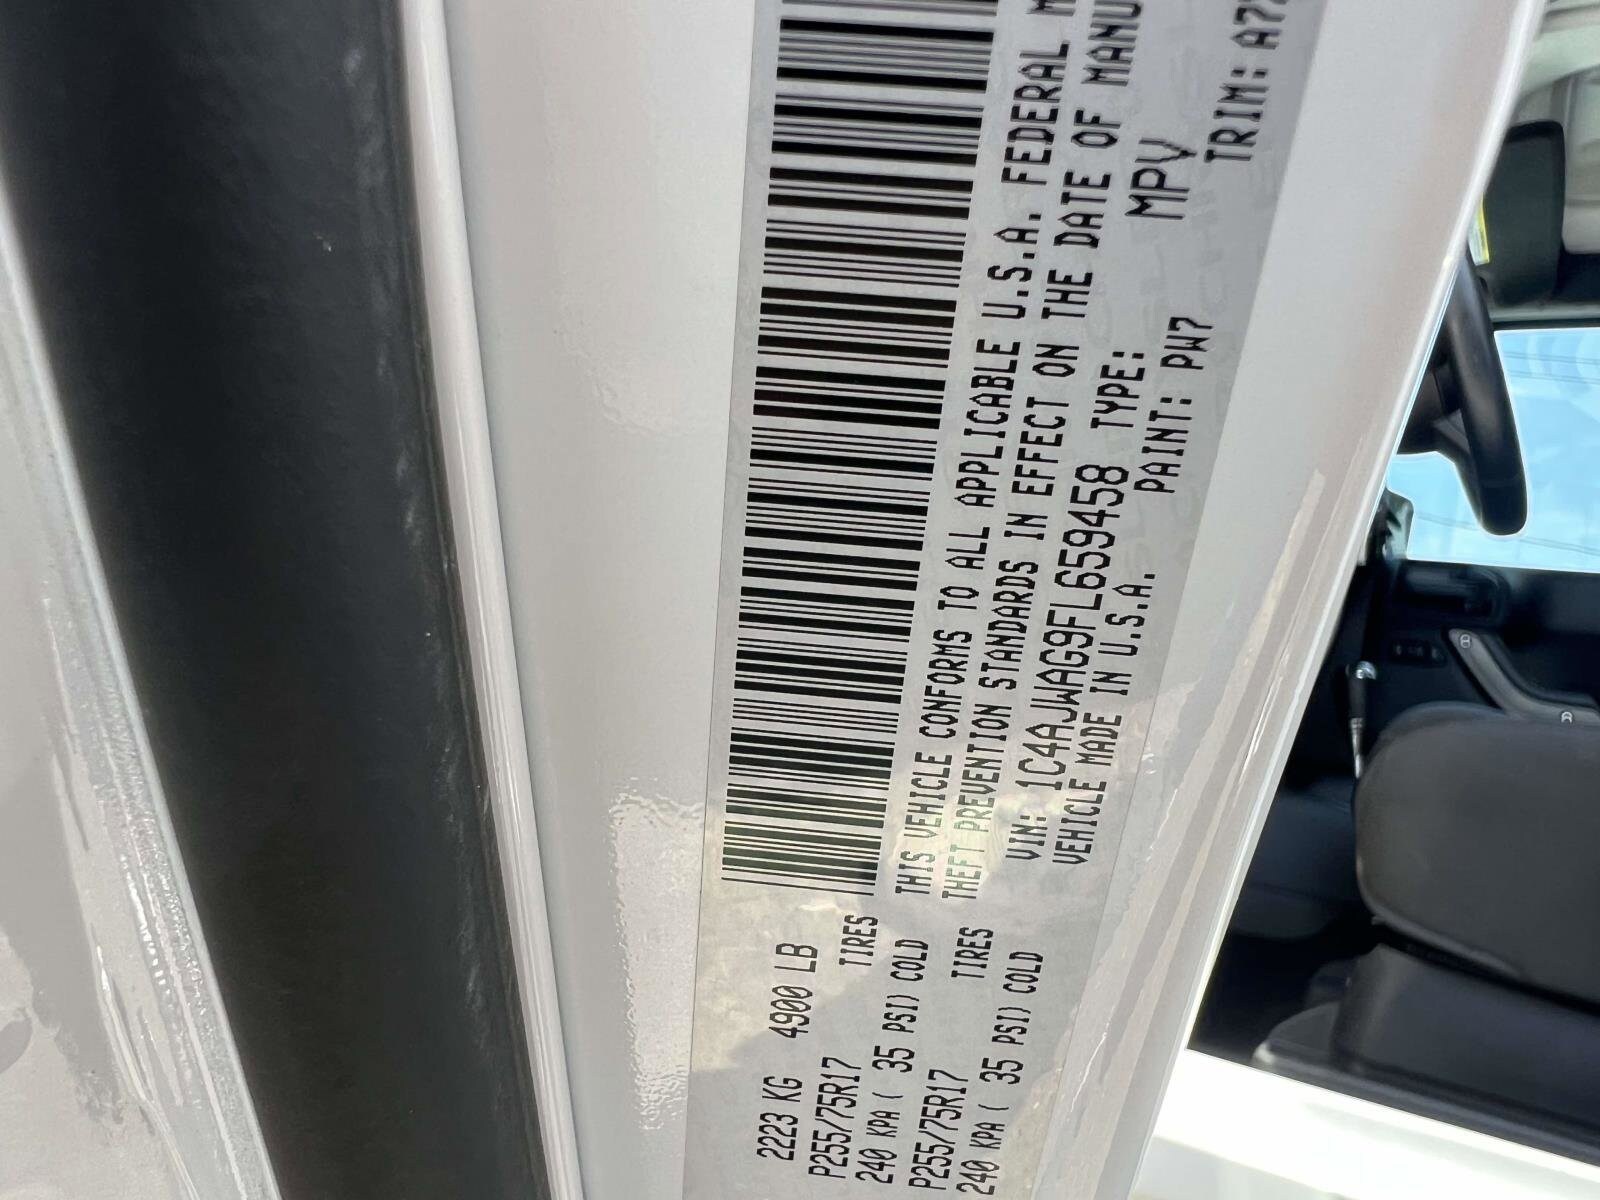 2223 KG 4900 LB
P255/75R17 TIRES
240 KPA ( 35 PSI) COLD
P255/75R17 TIRES
240 KPA ( 35 PSI) COLD
THIS VEHICLE CONFORMS TO ALL APPLICABLE U.S.A. FEDERAL M
THEFT PREVENTION STANDARDS IN EFFECT ON THE DATE OF MANU
VIN: 1C4AJWAG9FL659458 TYPE: MPV
VEHICLE MADE IN U.S.A. PAINT: PW7 TRIM: A7